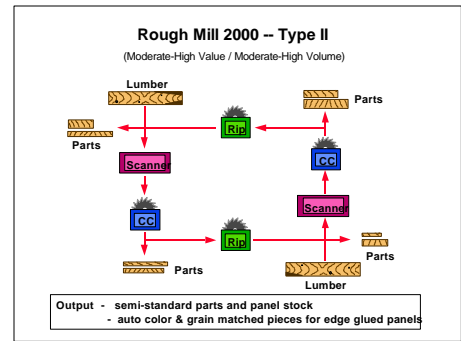 Rough Mill 2000 -- Type II
(Moderate-High Value / Moderate-High Volume)
Lumber
Parts
Rip
Parts
CC
Scanner
Scanner
CC
Rip
Parts
Parts
Lumber
Output - semi-standard parts and panel stock
- auto color & grain matched pieces for edge glued panels